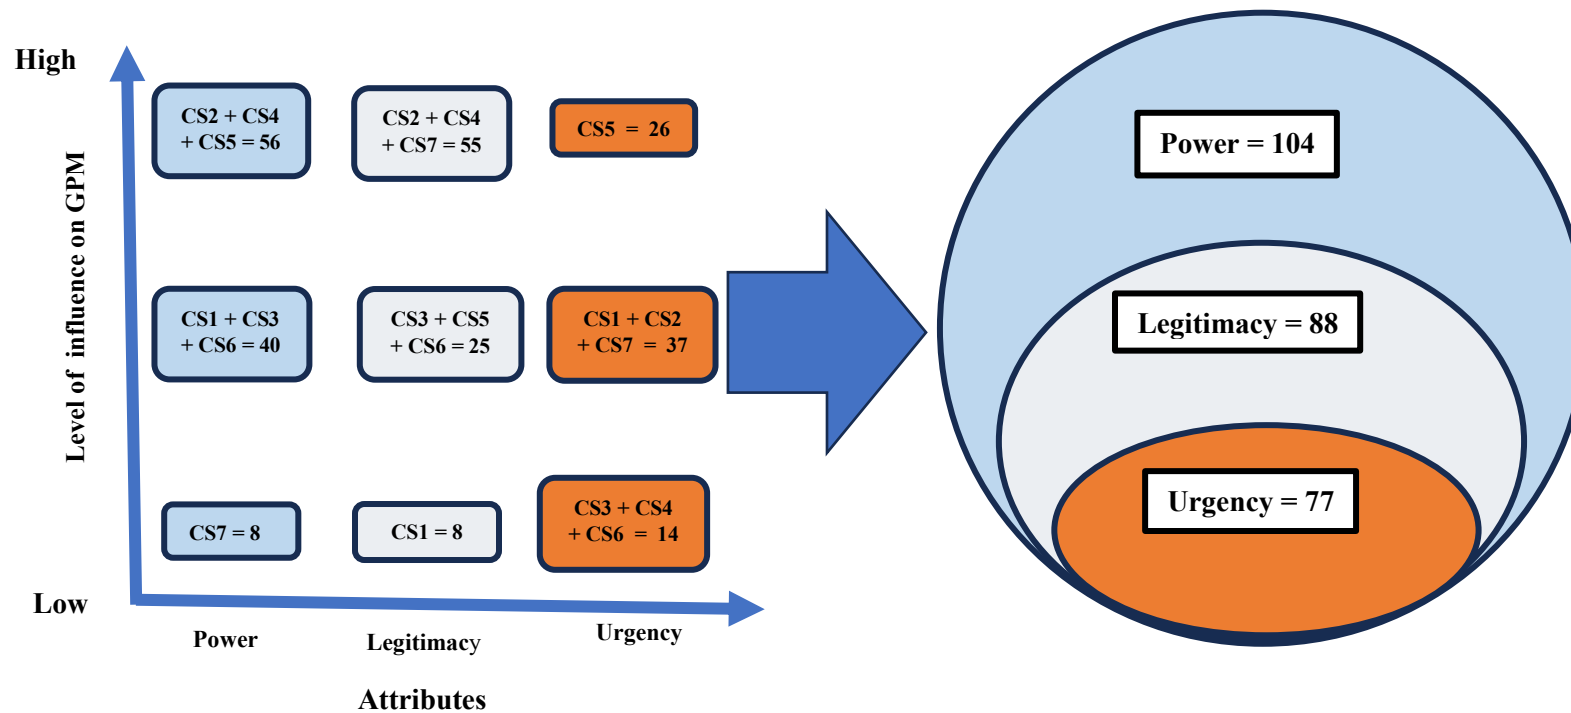 High
Level of influence on GPM
CS2 + CS4
+ CS5 = 56
CS2 + CS4
+ CS7 = 55
CS5 = 26
CS1 + CS3
+ CS6 = 40
CS3 + CS5
+ CS6 = 25
CS1 + CS2
+ CS7 = 37
CS7 = 8
CS1 = 8
CS3 + CS4
+ CS6 = 14
Low
Power
Legitimacy
Urgency
Attributes
Power = 104
Legitimacy = 88
Urgency = 77